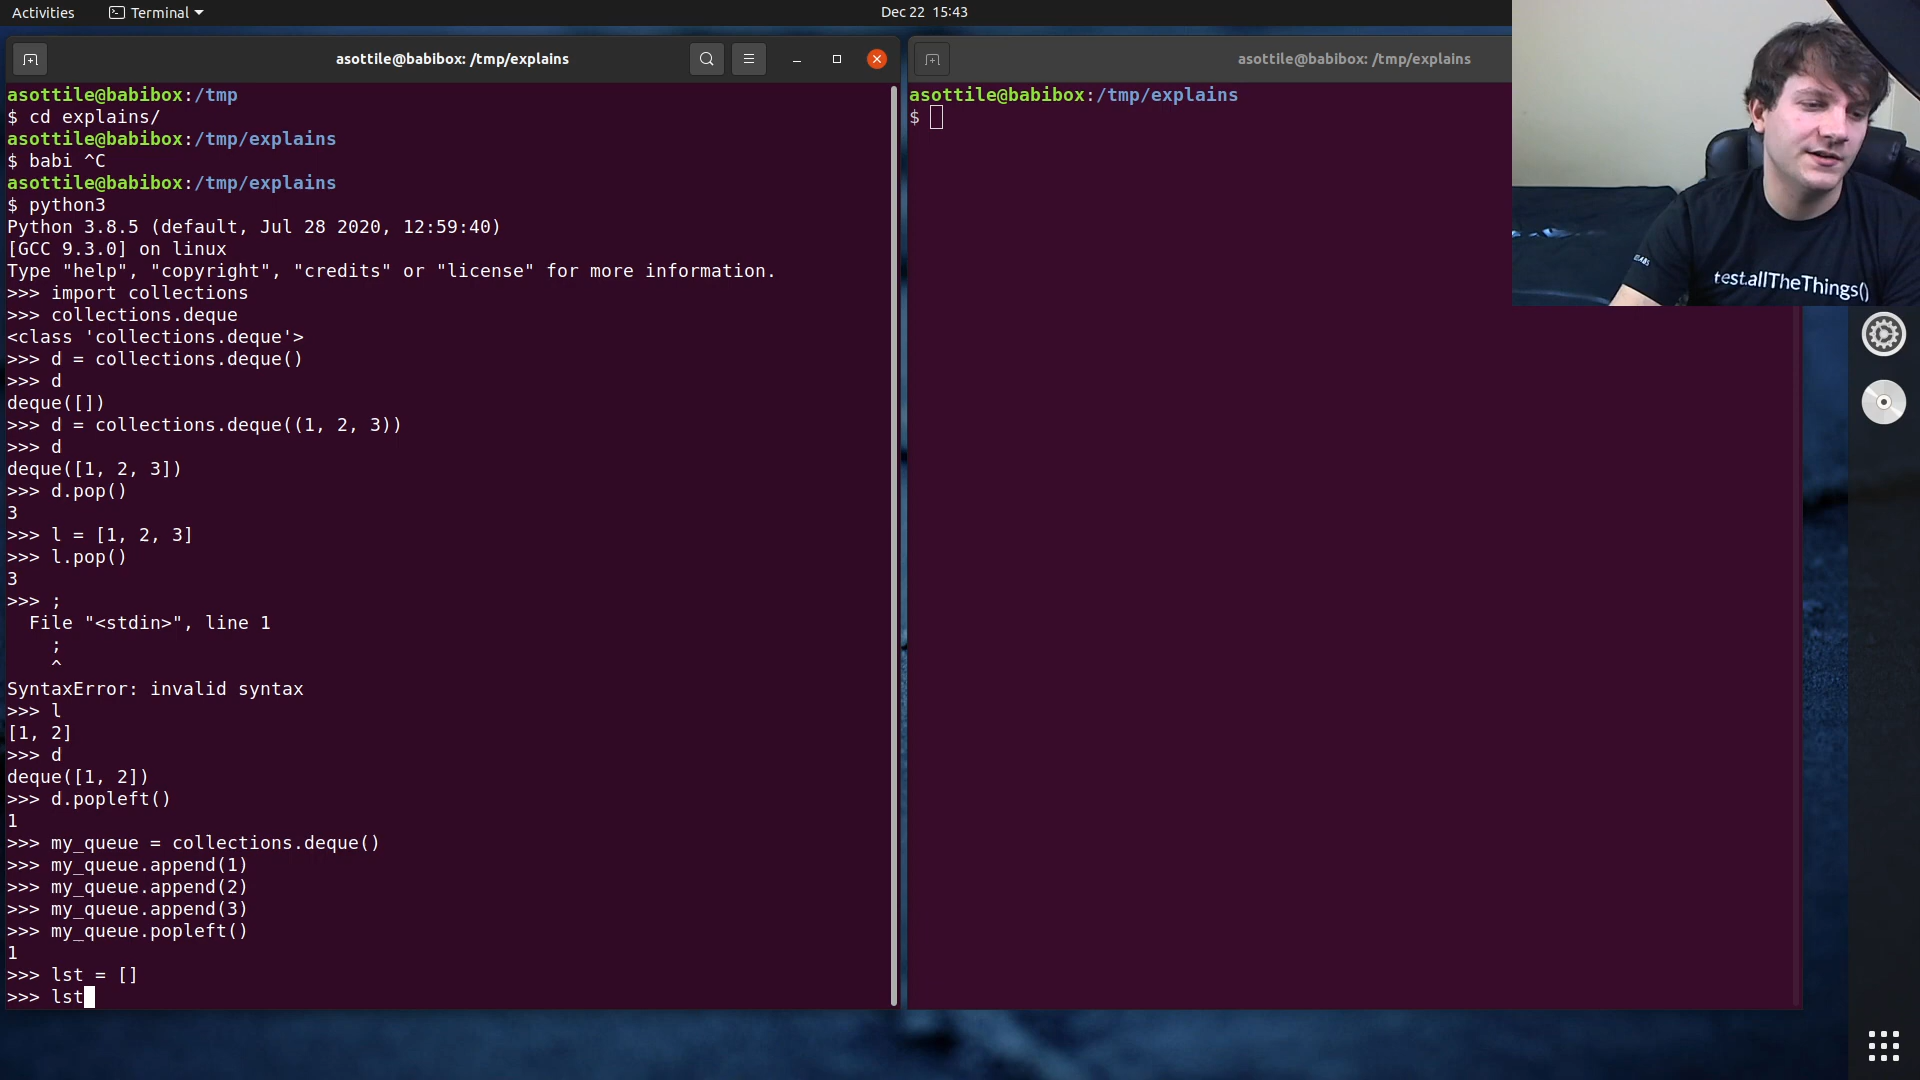 Activities
Terminal
Dec 22 15:43
asottile@babibox: /tmp/explains
asottile@babibox:/tmp
$ cd explains/
asottile@babibox:/tmp/explains
$ babi ^C
asottile@babibox:/tmp/explains
$ python3
Python 3.8.5 (default, Jul 28 2020, 12:59:40)
[GCC 9.3.0] on linux
Type "help", "copyright", "credits" or "license" for more information.
>>> import collections
>>> collections.deque
<class 'collections.deque'>
>>> d = collections.deque()
>>> d
deque([])
>>> d = collections.deque((1, 2, 3))
>>> d
deque([1, 2, 3])
>>> d.pop()
3
>>> l = [1, 2, 3]
>>> l.pop()
3
>>> ;
  File "<stdin>", line 1
    ;
    ^
SyntaxError: invalid syntax
>>> l
[1, 2]
>>> d
deque([1, 2])
>>> d.popleft()
1
>>> my_queue = collections.deque()
>>> my_queue.append(1)
>>> my_queue.append(2)
>>> my_queue.append(3)
>>> my_queue.popleft()
1
>>> lst = []
>>> lst
asottile@babibox: /tmp/explains
asottile@babibox:/tmp/explains
$
test.allTheThings()